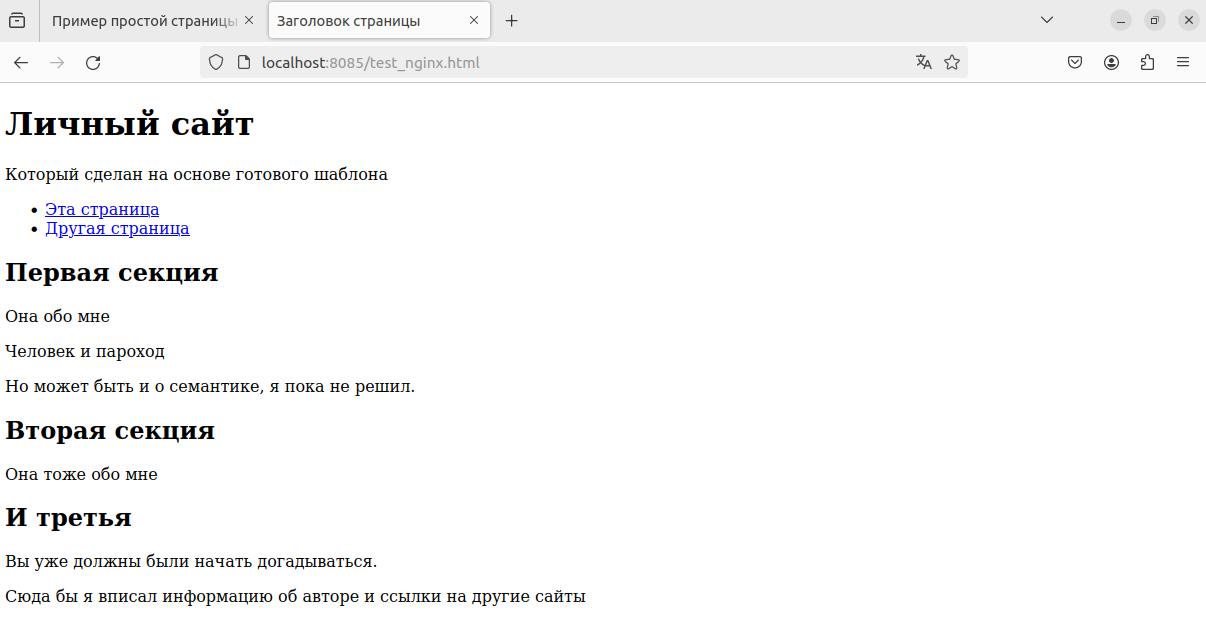 Пример простой страницы
Заголовок страницы
localhost:8085/test_nginx.html
Личный сайт
Который сделан на основе готового шаблона
Эта страница
Другая страница
Первая секция
Она обо мне
Человек и пароход
Но может быть и о семантике, я пока не решил.
Вторая секция
Она тоже обо мне
И третья
Вы уже должны были начать догадываться.
Сюда бы я вписал информацию об авторе и ссылки на другие сайты